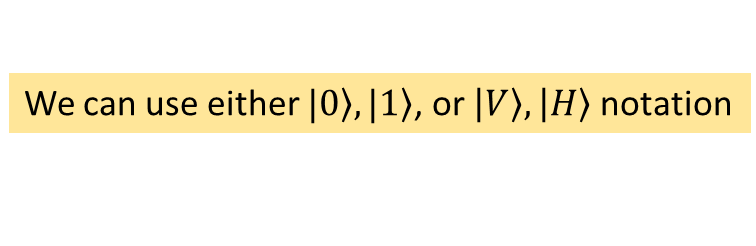 We can use either |0⟩, |1⟩, or |V⟩, |H⟩ notation